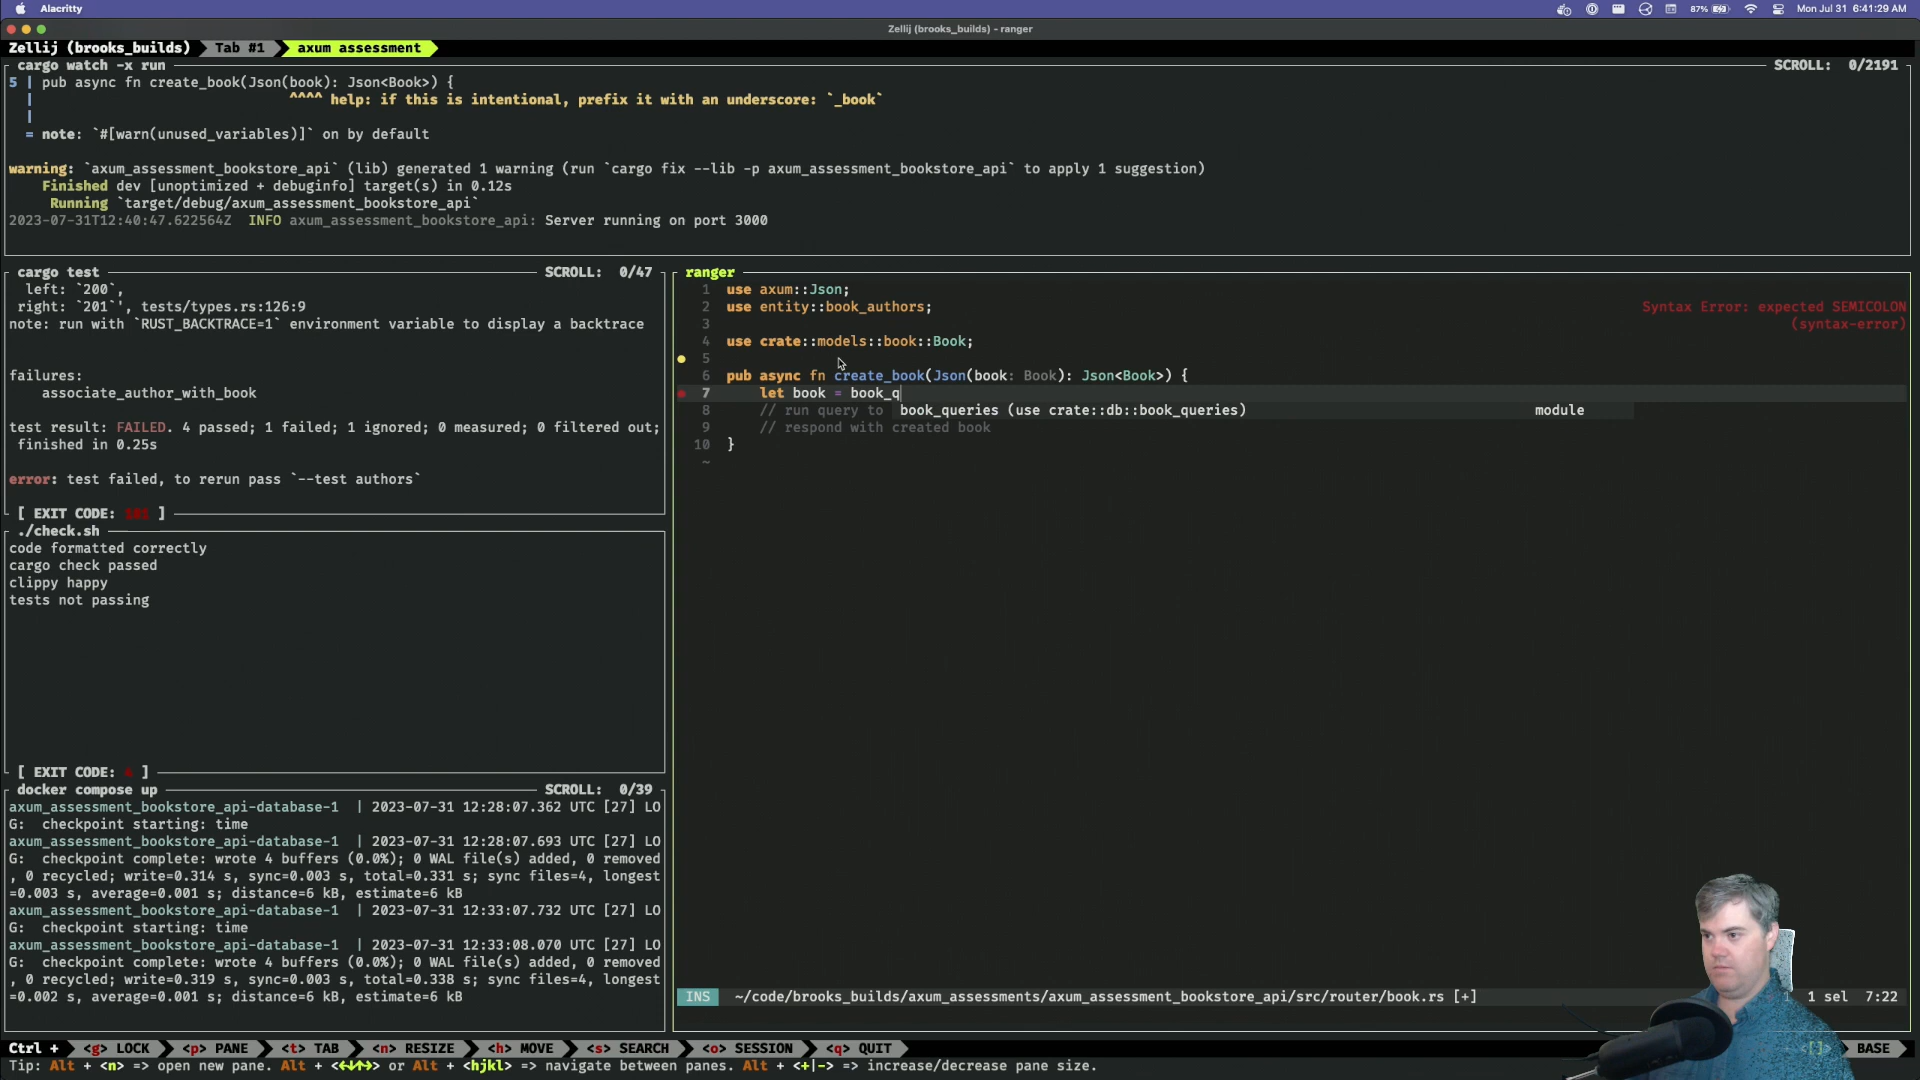 Alacritty
87%
Mon Jul 31 6:41:29 AM
Zellij (brooks_builds) - ranger
Zellij (brooks_builds) Tab #1 axum assessment
cargo watch -x run SCROLL: 0/2191
5 | pub async fn create_book(Json(book): Json<Book>) {
| ^^^^ help: if this is intentional, prefix it with an underscore: `_book`
|
= note: `#[warn(unused_variables)]` on by default
warning: `axum_assessment_bookstore_api` (lib) generated 1 warning (run `cargo fix --lib -p axum_assessment_bookstore_api` to apply 1 suggestion)
Finished dev [unoptimized + debuginfo] target(s) in 0.12s
Running `target/debug/axum_assessment_bookstore_api`
2023-07-31T12:40:47.622564Z INFO axum_assessment_bookstore_api: Server running on port 3000
cargo test SCROLL: 0/47
left: `200`,
right: `201`', tests/types.rs:126:9
note: run with `RUST_BACKTRACE=1` environment variable to display a backtrace
failures:
associate_author_with_book
test result: FAILED. 4 passed; 1 failed; 1 ignored; 0 measured; 0 filtered out;
finished in 0.25s
error: test failed, to rerun pass `--test authors`
[ EXIT CODE: ]
./check.sh
code formatted correctly
cargo check passed
clippy happy
tests not passing
[ EXIT CODE: ]
docker compose up SCROLL: 0/39
axum_assessment_bookstore_api-database-1 | 2023-07-31 12:28:07.362 UTC [27] LO
G: checkpoint starting: time
axum_assessment_bookstore_api-database-1 | 2023-07-31 12:28:07.693 UTC [27] LO
G: checkpoint complete: wrote 4 buffers (0.0%); 0 WAL file(s) added, 0 removed
, 0 recycled; write=0.314 s, sync=0.003 s, total=0.331 s; sync files=4, longest
=0.003 s, average=0.001 s; distance=6 kB, estimate=6 kB
axum_assessment_bookstore_api-database-1 | 2023-07-31 12:33:07.732 UTC [27] LO
G: checkpoint starting: time
axum_assessment_bookstore_api-database-1 | 2023-07-31 12:33:08.070 UTC [27] LO
G: checkpoint complete: wrote 4 buffers (0.0%); 0 WAL file(s) added, 0 removed
, 0 recycled; write=0.319 s, sync=0.003 s, total=0.338 s; sync files=4, longest
=0.002 s, average=0.001 s; distance=6 kB, estimate=6 kB
ranger
1 use axum::Json;
2 use entity::book_authors;
Syntax Error: expected SEMICOLON
(syntax-error)
3
4 use crate::models::book::Book;
5
6 pub async fn create_book(Json(book: Book): Json<Book>) {
7 let book = book_q
8 // run query to book_queries (use crate::db::book_queries) module
9 // respond with created book
10 }
~
INS ~/code/brooks_builds/axum_assessments/axum_assessment_bookstore_api/src/router/book.rs [+] 1 sel 7:22
Ctrl + <g> LOCK <p> PANE <t> TAB <n> RESIZE <h> MOVE <s> SEARCH <o> SESSION <q> QUIT <[]> BASE
Tip: Alt + <n> => open new pane. Alt + <←↓↑→> or Alt + <hjkl> => navigate between panes. Alt + <+|-> => increase/decrease pane size.